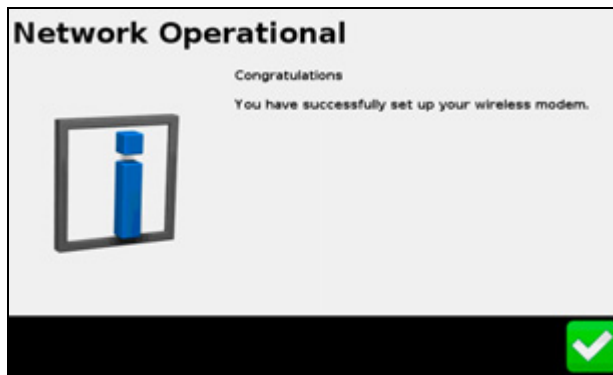 Network Operational
Congratulations
You have successfully set up your wireless modem.